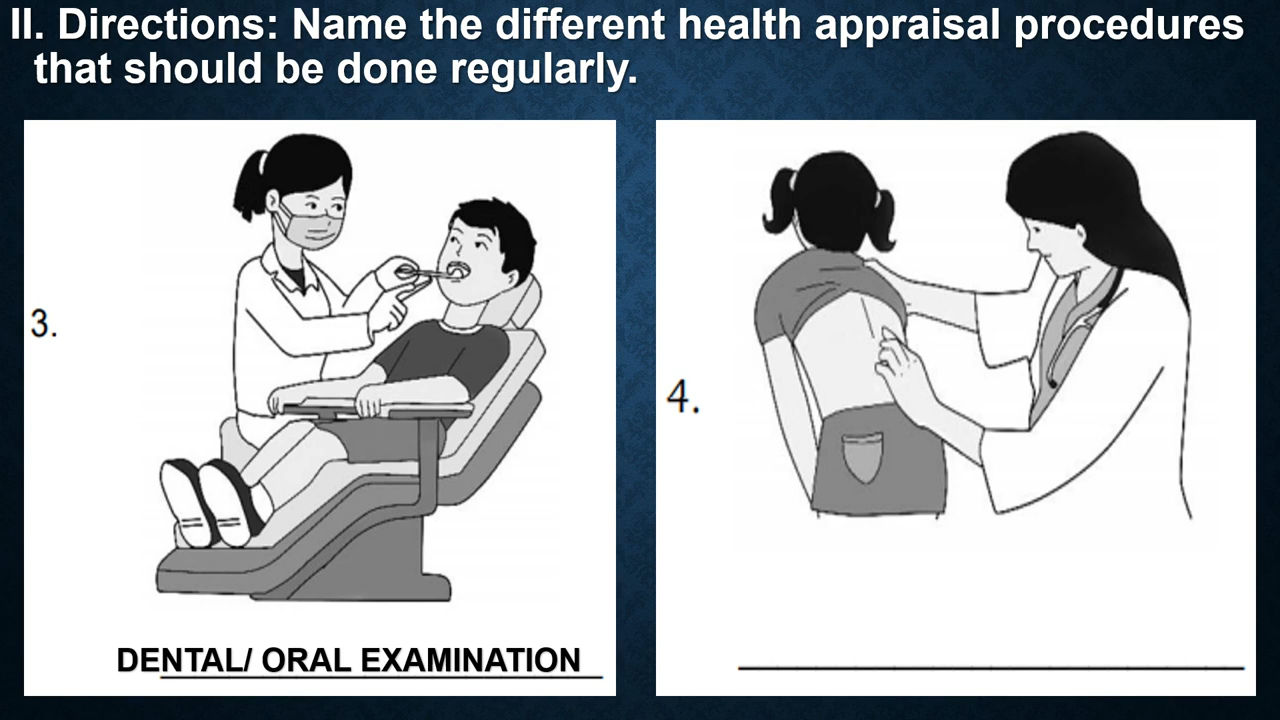 II. Directions: Name the different health appraisal procedures
that should be done regularly.
3.
DENTAL/ ORAL EXAMINATION
4.